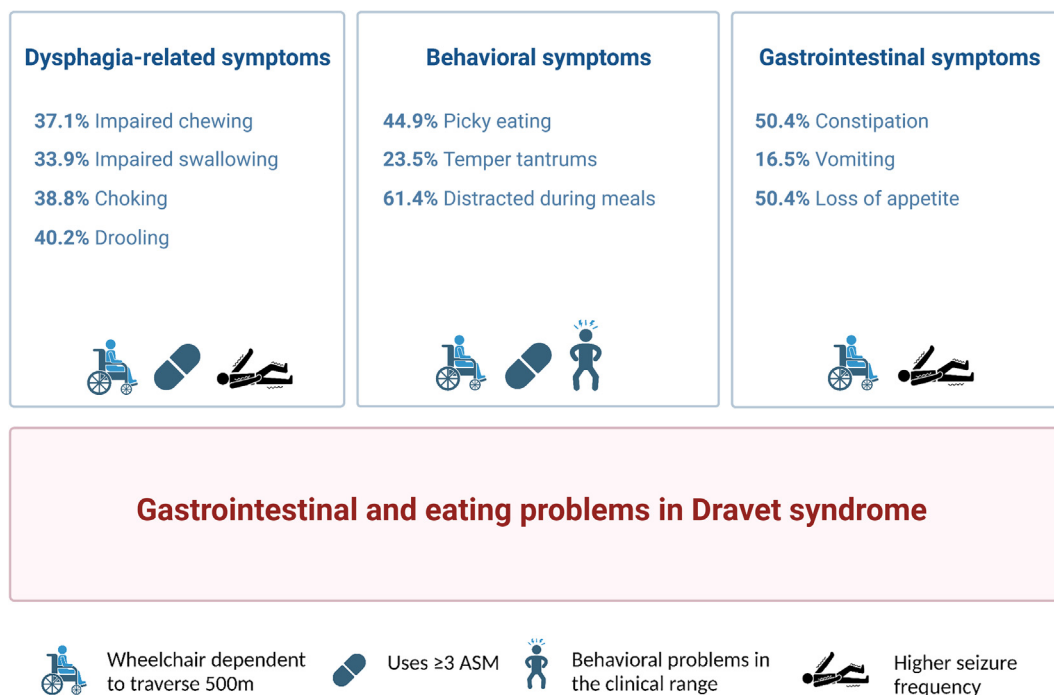 Dysphagia-related symptoms
37.1% Impaired chewing
33.9% Impaired swallowing
38.8% Choking
40.2% Drooling
Behavioral symptoms
44.9% Picky eating
23.5% Temper tantrums
61.4% Distracted during meals
Gastrointestinal symptoms
50.4% Constipation
16.5% Vomiting
50.4% Loss of appetite
Gastrointestinal and eating problems in Dravet syndrome
Wheelchair dependent
to traverse 500m
Uses ≥3 ASM
Behavioral problems in
the clinical range
Higher seizure
frequency